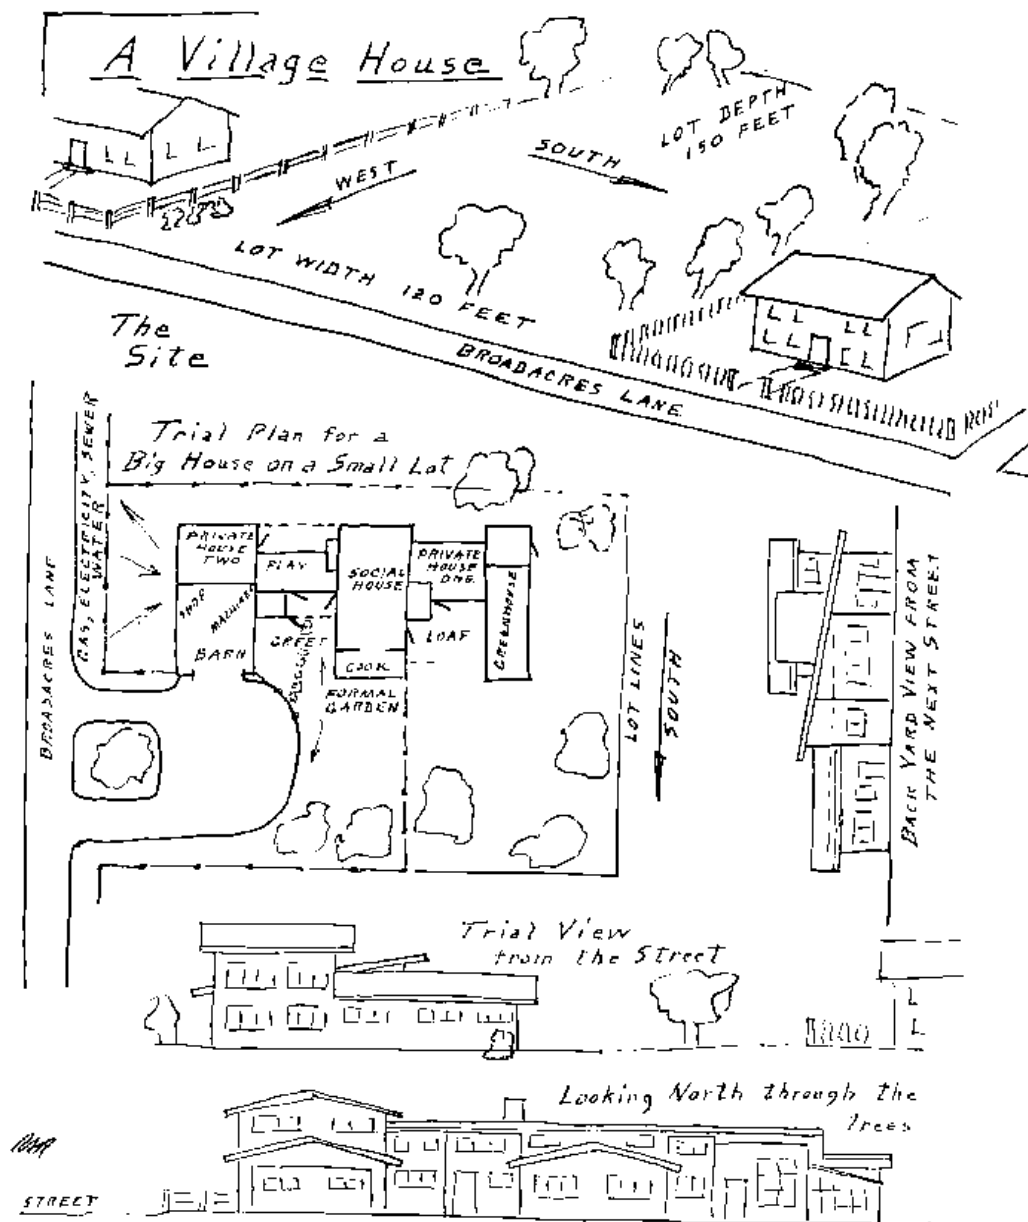 A Village House
LOT DEPTH
150 FEET
SOUTH
WEST
LOT WIDTH 120 FEET
BROADACRES LANE
The
Site
Trial Plan for a
Big House on a Small Lot
GAS, ELECTRICITY, SEWER
WATER
BROADACRES LANE
PRIVATE
HOUSE
TWO
PLAY
SOCIAL
HOUSE
PRIVATE
HOUSE
ONE
GREENHOUSE
SHOP
MACHINES
BARN
GREET
LOAF
COOK
FORMAL
GARDEN
LOT LINES
SOUTH
BACK YARD VIEW FROM
THE NEXT STREET
Trial View
from the Street
Looking North through the
Trees
STREET